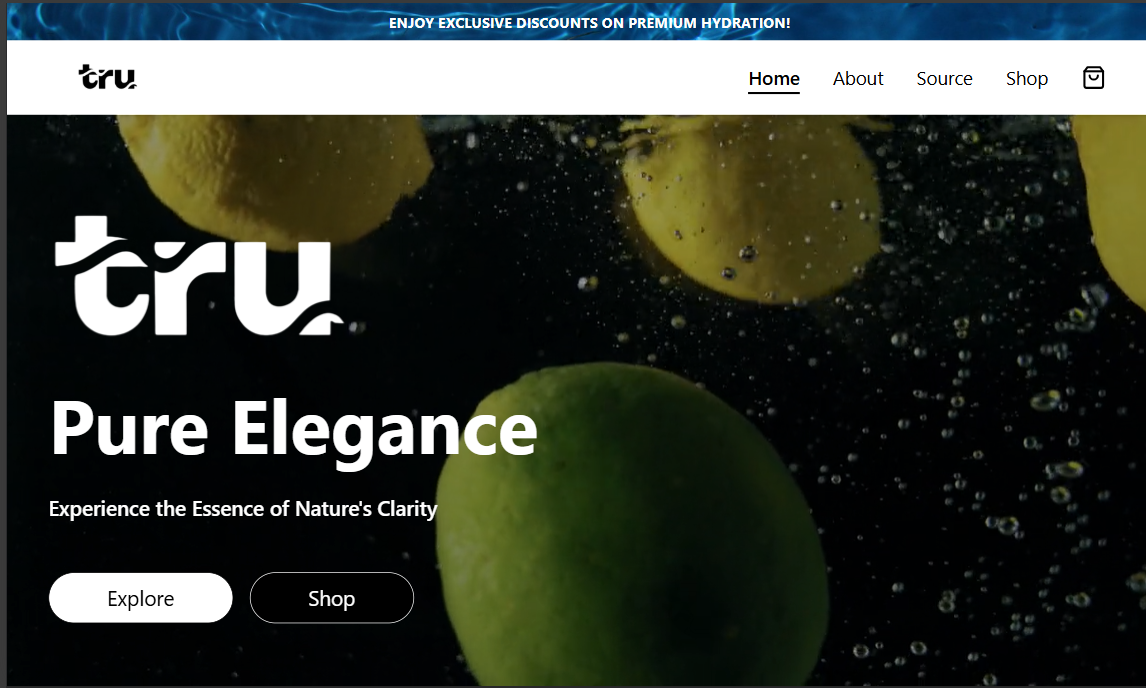 ENJOY EXCLUSIVE DISCOUNTS ON PREMIUM HYDRATION!
tru. Home About Source Shop
tru.
Pure Elegance
Experience the Essence of Nature's Clarity
Explore Shop